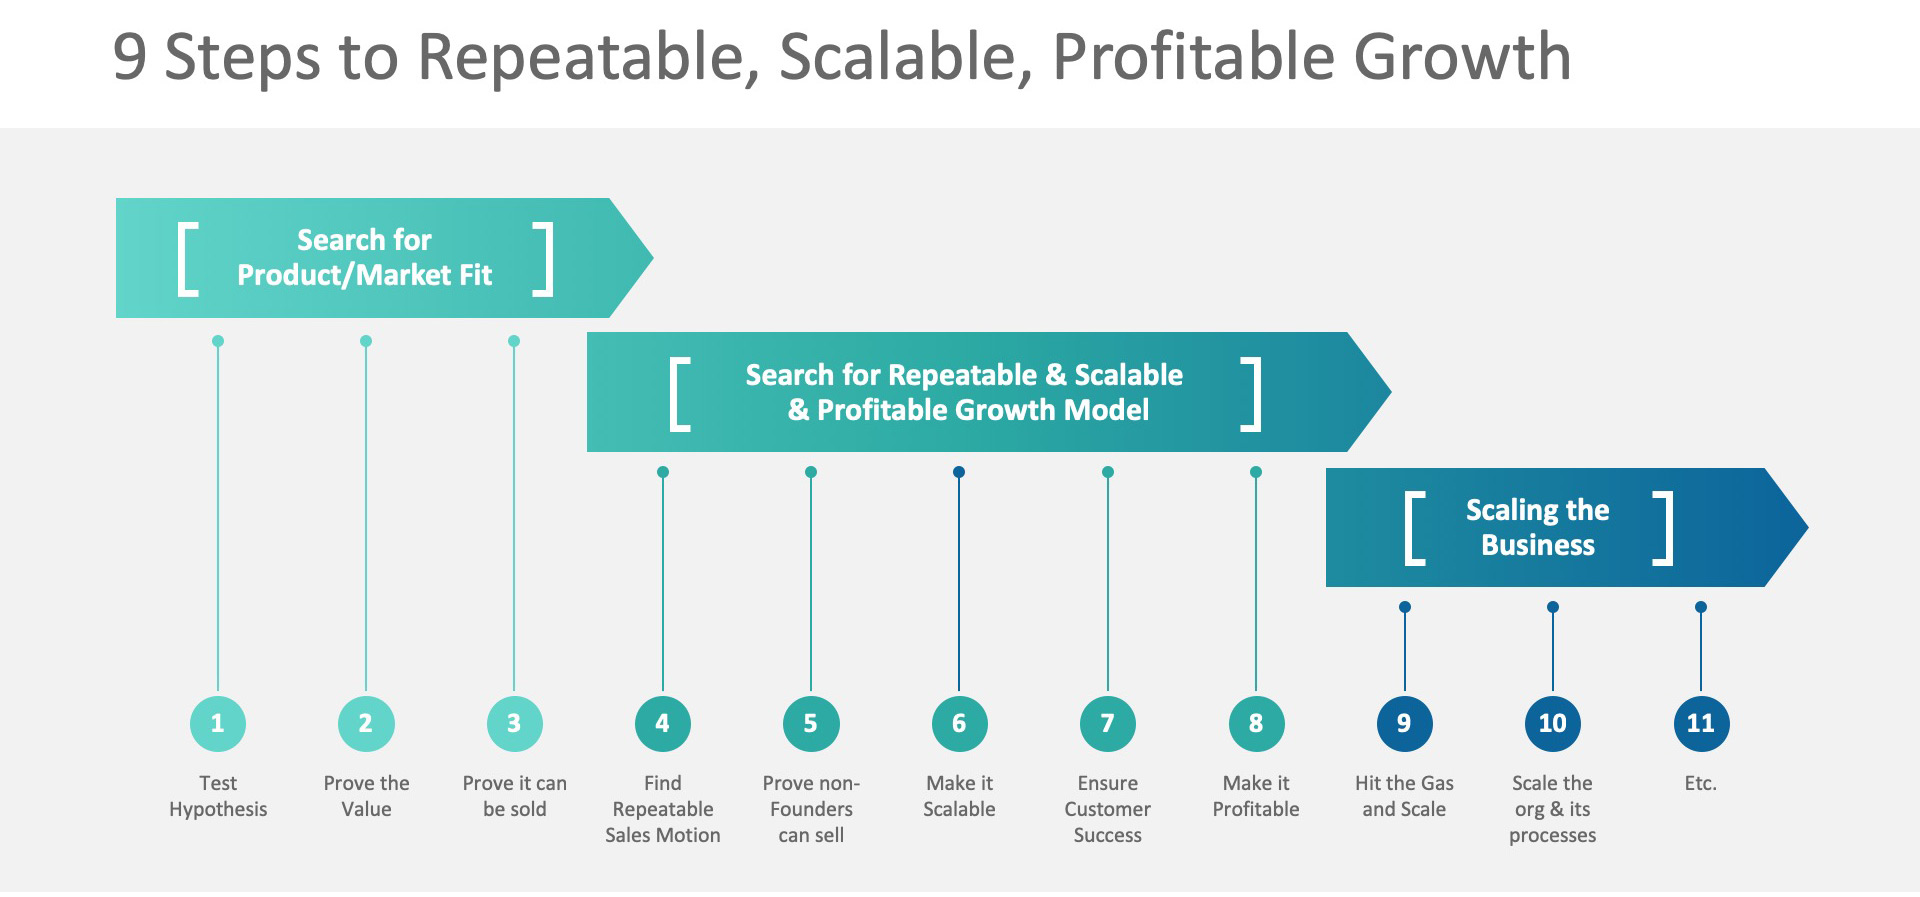 9 Steps to Repeatable, Scalable, Profitable Growth
Search for
Product/Market Fit
Search for Repeatable & Scalable
& Profitable Growth Model
Scaling the
Business
1
Test
Hypothesis
2
Prove the
Value
3
Prove it can
be sold
4
Find
Repeatable
Sales Motion
5
Prove non-
Founders
can sell
6
Make it
Scalable
7
Ensure
Customer
Success
8
Make it
Profitable
9
Hit the Gas
and Scale
10
Scale the
org & its
processes
11
Etc.